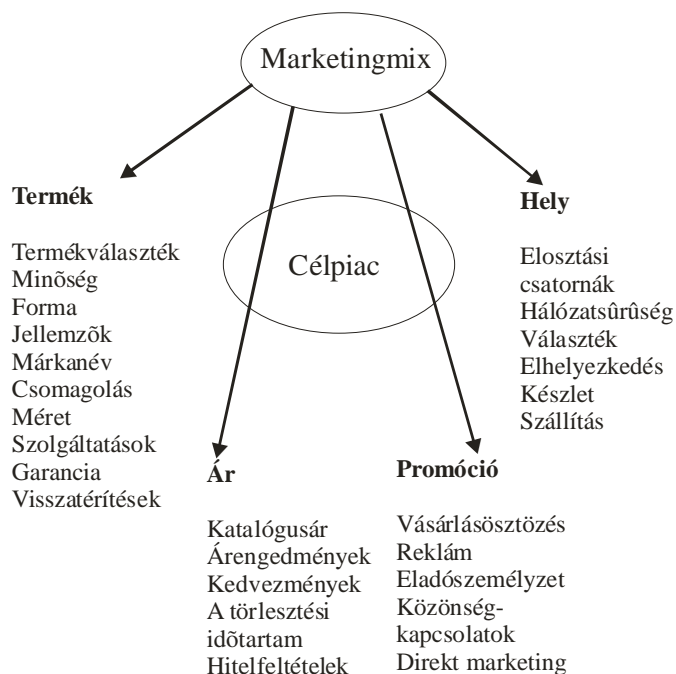 Marketingmix
Termék
Termékválaszték
Minõség
Forma
Jellemzõk
Márkanév
Csomagolás
Méret
Szolgáltatások
Garancia
Visszatérítések
Célpiac
Hely
Elosztási
csatornák
Hálózatsûrûség
Választék
Elhelyezkedés
Készlet
Szállítás
Ár
Katalógusár
Árengedmények
Kedvezmények
A törlesztési
idõtartam
Hitelfeltételek
Promóció
Vásárlásösztözés
Reklám
Eladószemélyzet
Közönség-
kapcsolatok
Direkt marketing